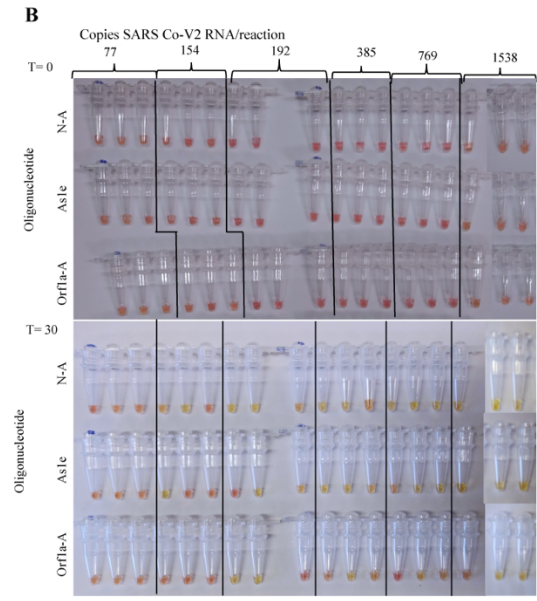 B
Copies SARS Co-V2 RNA/reaction
77 154 192 385 769 1538
T= 0
Oligonucleotide
N-A
As1e
Orf1a-A
T= 30
Oligonucleotide
N-A
As1e
Orf1a-A